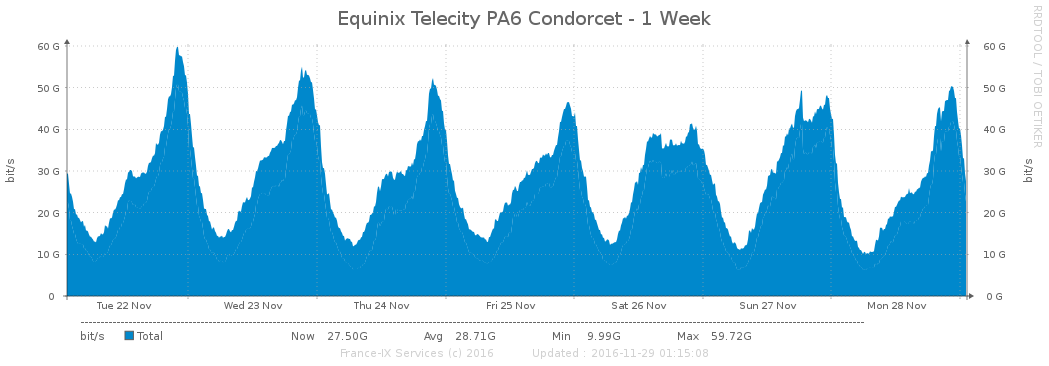 Equinix Telecity PA6 Condorcet - 1 Week
RRDTOOL / TOBI OETIKER
60 G 60 G
50 G 50 G
40 G 40 G
30 G 30 G
20 G 20 G
10 G 10 G
0 0 G
bit/s bit/s
Tue 22 Nov Wed 23 Nov Thu 24 Nov Fri 25 Nov Sat 26 Nov Sun 27 Nov Mon 28 Nov
bit/s Total Now 27.50G Avg 28.71G Min 9.99G Max 59.72G
France-IX Services (c) 2016 Updated : 2016-11-29 01:15:08